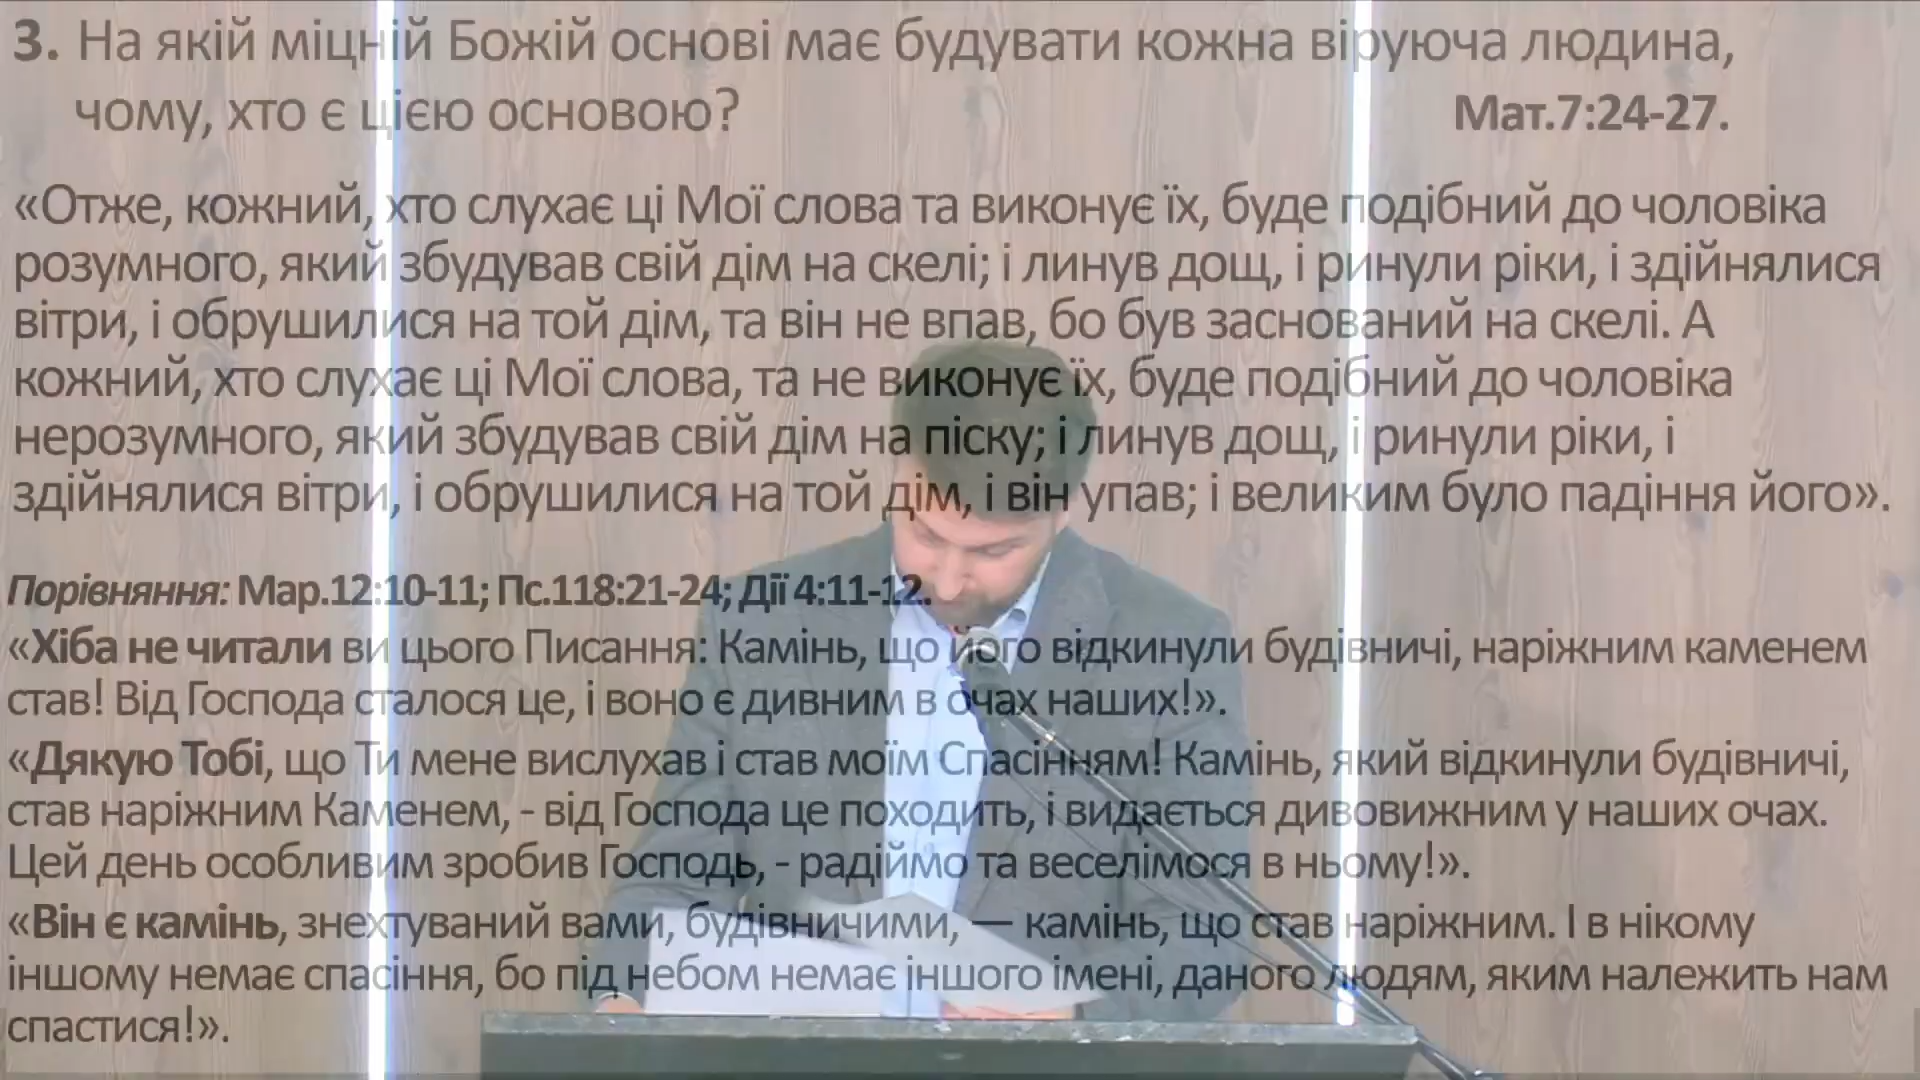 3. На якій міцній Божій основі має будувати кожна віруюча людина,
чому, хто є цією основою? Мат.7:24-27.
«Отже, кожний, хто слухає ці Мої слова та виконує їх, буде подібний до чоловіка
розумного, який збудував свій дім на скелі; і линув дощ, і ринули ріки, і здійнялися
вітри, і обрушилися на той дім, та він не впав, бо був заснований на скелі. А
кожний, хто слухає ці Мої слова, та не виконує їх, буде подібний до чоловіка
нерозумного, який збудував свій дім на піску; і линув дощ, і ринули ріки, і
здійнялися вітри, і обрушилися на той дім, і він упав; і великим було падіння його».
Порівняння: Мар.12:10-11; Пс.118:21-24; Дії 4:11-12.
«Хіба не читали ви цього Писання: Камінь, що його відкинули будівничі, наріжним каменем
став! Від Господа сталося це, і воно є дивним в очах наших!».
«Дякую Тобі, що Ти мене вислухав і став моїм Спасінням! Камінь, який відкинули будівничі,
став наріжним Каменем, - від Господа це походить, і видається дивовижним у наших очах.
Цей день особливим зробив Господь, - радіймо та веселімося в ньому!».
«Він є камінь, знехтуваний вами, будівничими, — камінь, що став наріжним. І в нікому
іншому немає спасіння, бо під небом немає іншого імені, даного людям, яким належить нам
спастися!».